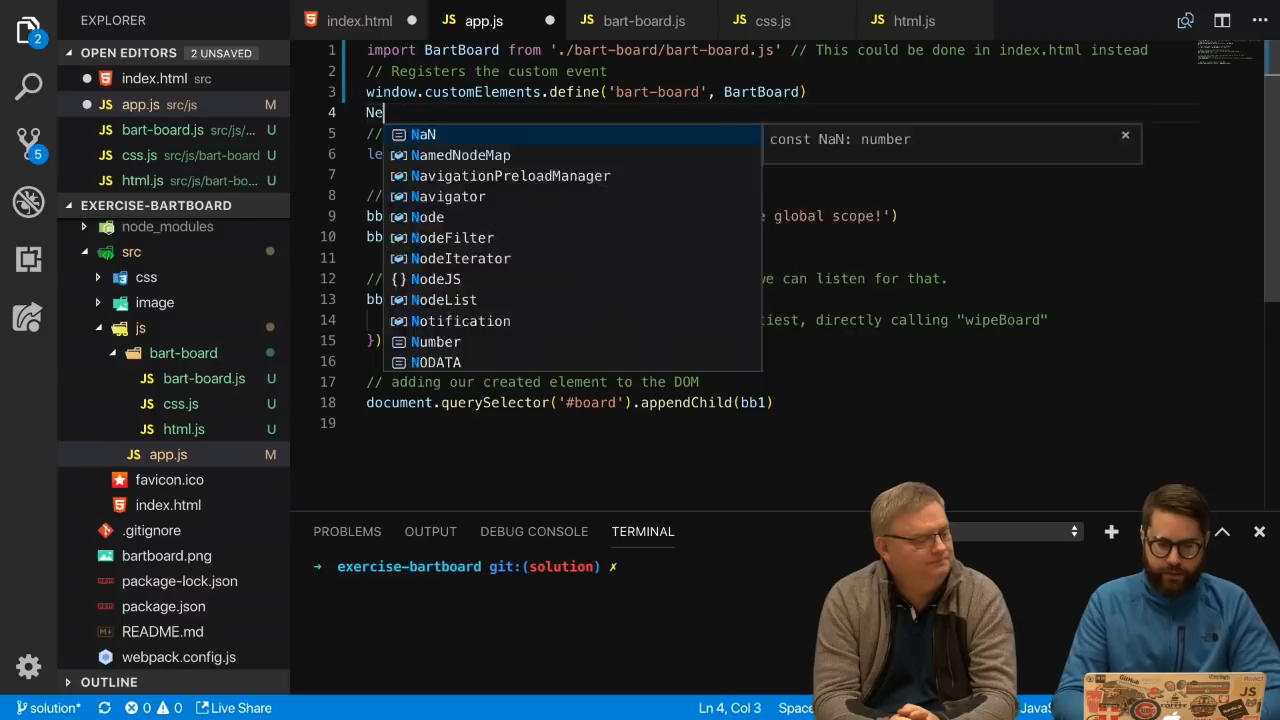 EXPLORER
index.html
app.js
bart-board.js
css.js
html.js
OPEN EDITORS 2 UNSAVED
index.html src
app.js src/js M
bart-board.js src/js/... U
css.js src/js/bart-board U
html.js src/js/bart-bo... U
EXERCISE-BARTBOARD
node_modules
src
css
image
js
bart-board
JS bart-board.js U
JS css.js U
JS html.js U
JS app.js M
favicon.ico
index.html
.gitignore
bartboard.png
package-lock.json
package.json
README.md
webpack.config.js
OUTLINE
1 import BartBoard from './bart-board/bart-board.js' // This could be done in index.html instead
2 // Registers the custom event
3 window.customElements.define('bart-board', BartBoard)
4 Ne
5 //
6 le
7
8 //
9 bb e global scope!')
10 bb
11
12 // we can listen for that.
13 bb
14 tiest, directly calling "wipeBoard"
15 })
16
17 // adding our created element to the DOM
18 document.querySelector('#board').appendChild(bb1)
19
NaN
NamedNodeMap
NavigationPreloadManager
Navigator
Node
NodeFilter
NodeIterator
{} NodeJS
NodeList
Notification
Number
NODATA
const NaN: number ×
PROBLEMS OUTPUT DEBUG CONSOLE TERMINAL
→ exercise-bartboard git:(solution) ✗
solution* 0 0 Live Share Ln 4, Col 3 Space JavaS
2
5